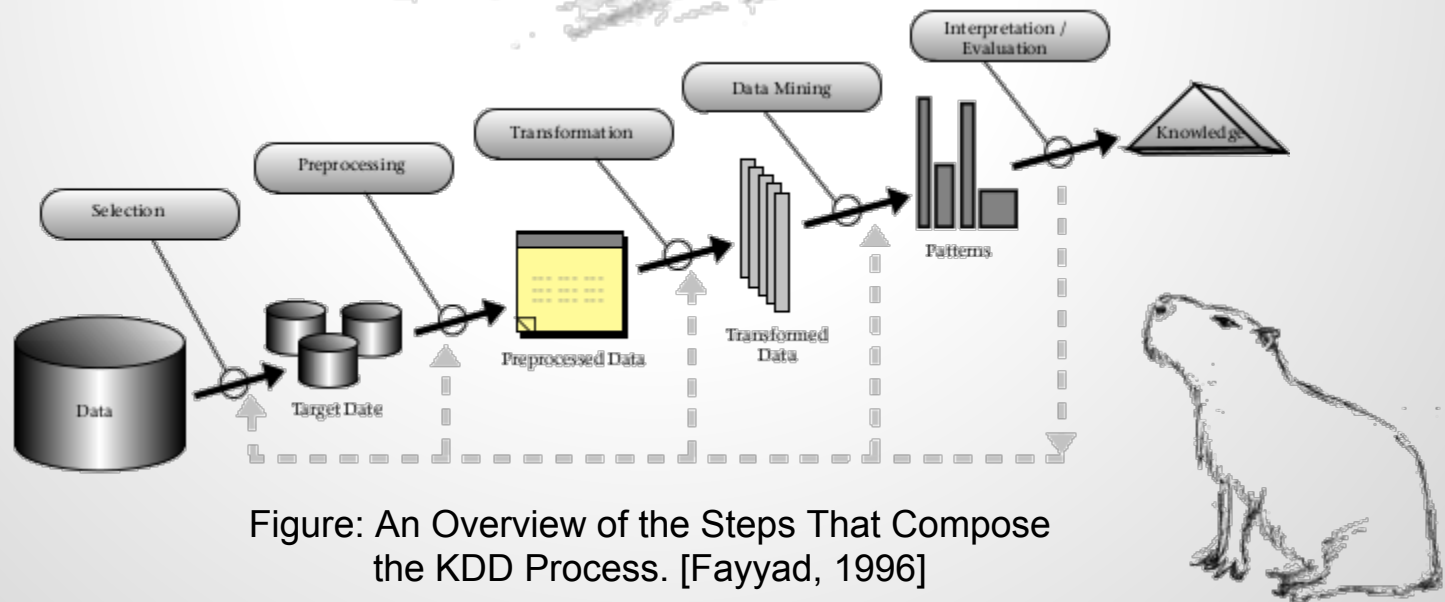 Interpretation /
Evaluation
Data Mining
Transformation
Knowledge
Preprocessing
Selection
Patterns
Transformed
Data
Preprocessed Data
Data
Target Date
Figure: An Overview of the Steps That Compose
the KDD Process. [Fayyad, 1996]